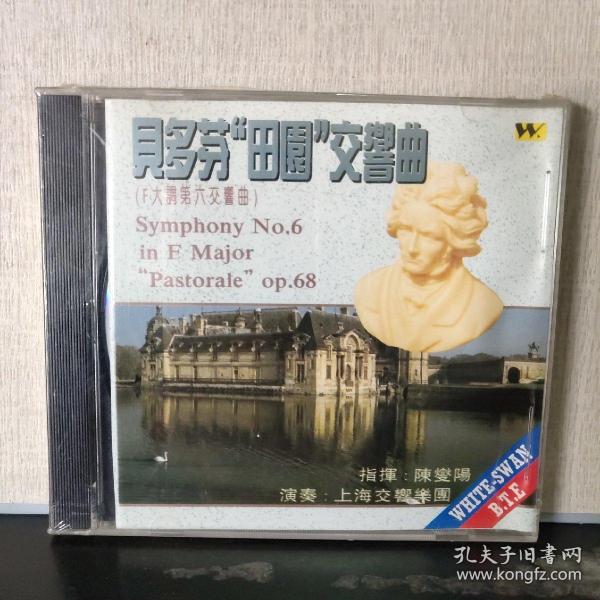 貝多芬“田園”交響曲
W.
(F大調第六交響曲)
Symphony No.6
in E Major
“Pastorale” op.68
指揮:陳燮陽
演奏:上海交響樂團
WHITE-SWAN
B.T.E
孔夫子旧书网
www.kongfz.com